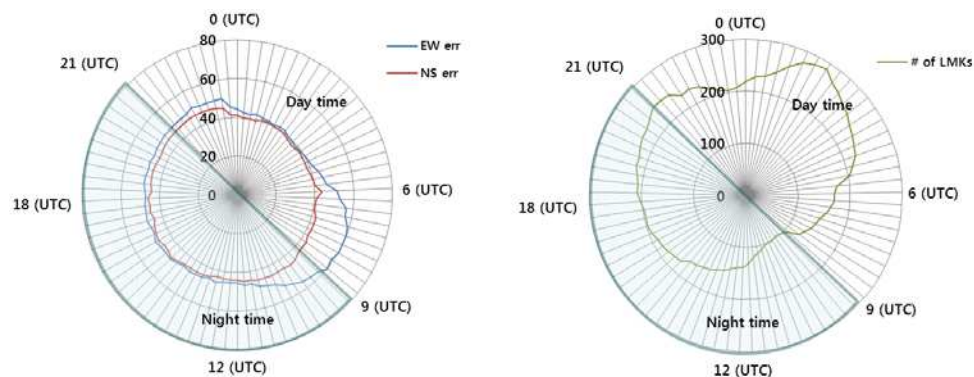 0 (UTC)
80
60
40
20
0
21 (UTC)
Day time
6 (UTC)
18 (UTC)
9 (UTC)
Night time
12 (UTC)
EW err
NS err
0 (UTC)
300
200
100
0
21 (UTC)
Day time
6 (UTC)
18 (UTC)
9 (UTC)
Night time
12 (UTC)
# of LMKs